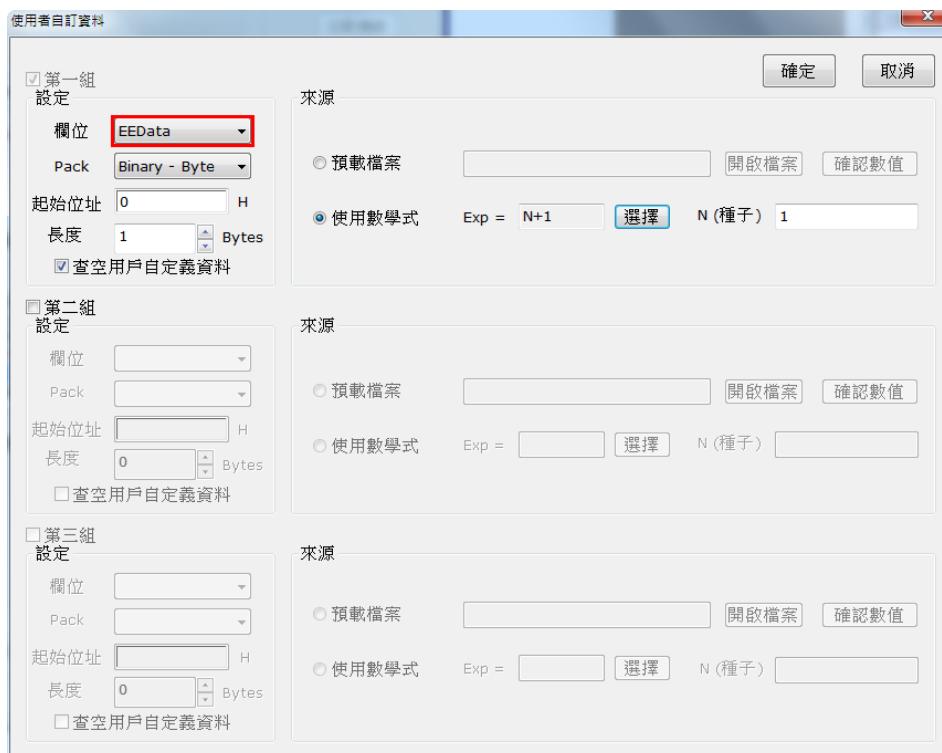 使用者自訂資料
確定 取消
第一組
設定 來源
欄位 EEData
預載檔案 開啟檔案 確認數值
Pack Binary - Byte
起始位址 0 H
使用數學式 Exp = N+1 選擇 N (種子) 1
長度 1 Bytes
查空用戶自定義資料
第二組
設定 來源
欄位
預載檔案 開啟檔案 確認數值
Pack
起始位址 H
使用數學式 Exp = 選擇 N (種子)
長度 0 Bytes
查空用戶自定義資料
第三組
設定 來源
欄位
預載檔案 開啟檔案 確認數值
Pack
起始位址 H
使用數學式 Exp = 選擇 N (種子)
長度 0 Bytes
查空用戶自定義資料